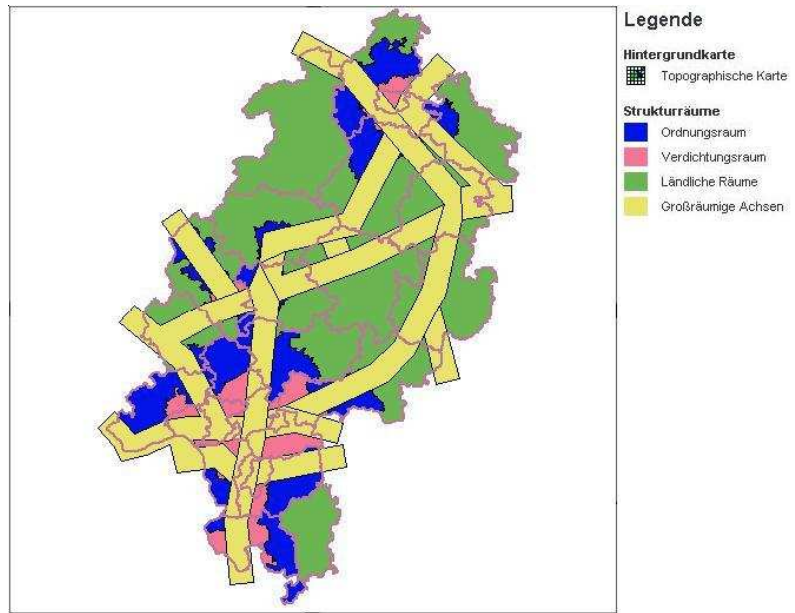 Legende
Hintergrundkarte
Topographische Karte
Strukturräume
Ordnungsraum
Verdichtungsraum
Ländliche Räume
Großräumige Achsen